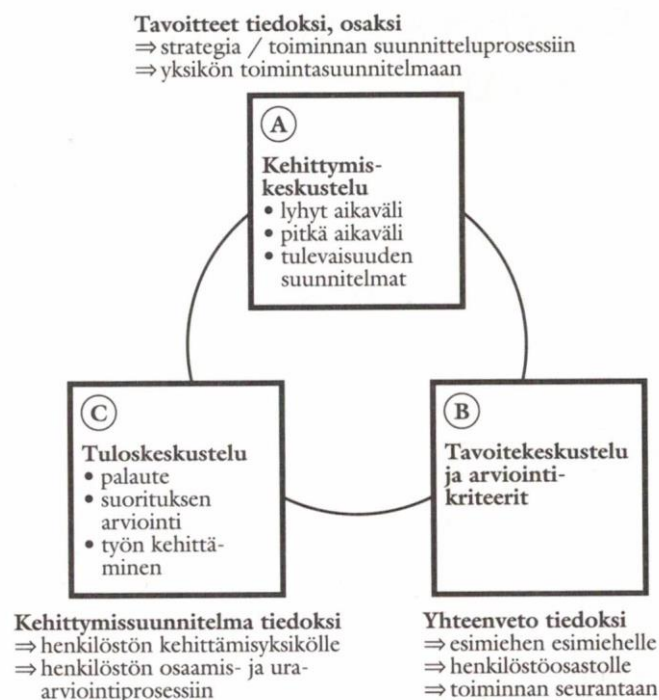 Tavoitteet tiedoksi, osaksi
⇒ strategia / toiminnan suunnitteluprosessiin
⇒ yksikön toimintasuunnitelmaan
A
Kehittymis-
keskustelu
• lyhyt aikaväli
• pitkä aikaväli
• tulevaisuuden
suunnitelmat
C
Tuloskeskustelu
• palaute
• suorituksen
arviointi
• työn kehittä-
minen
B
Tavoitekeskustelu
ja arviointi-
kriteerit
Kehittymissuunnitelma tiedoksi
⇒ henkilöstön kehittämisyksikölle
⇒ henkilöstön osaamis- ja ura-
arviointiprosessiin
Yhteenveto tiedoksi
⇒ esimiehen esimiehelle
⇒ henkilöstöosastolle
⇒ toiminnan seurantaan